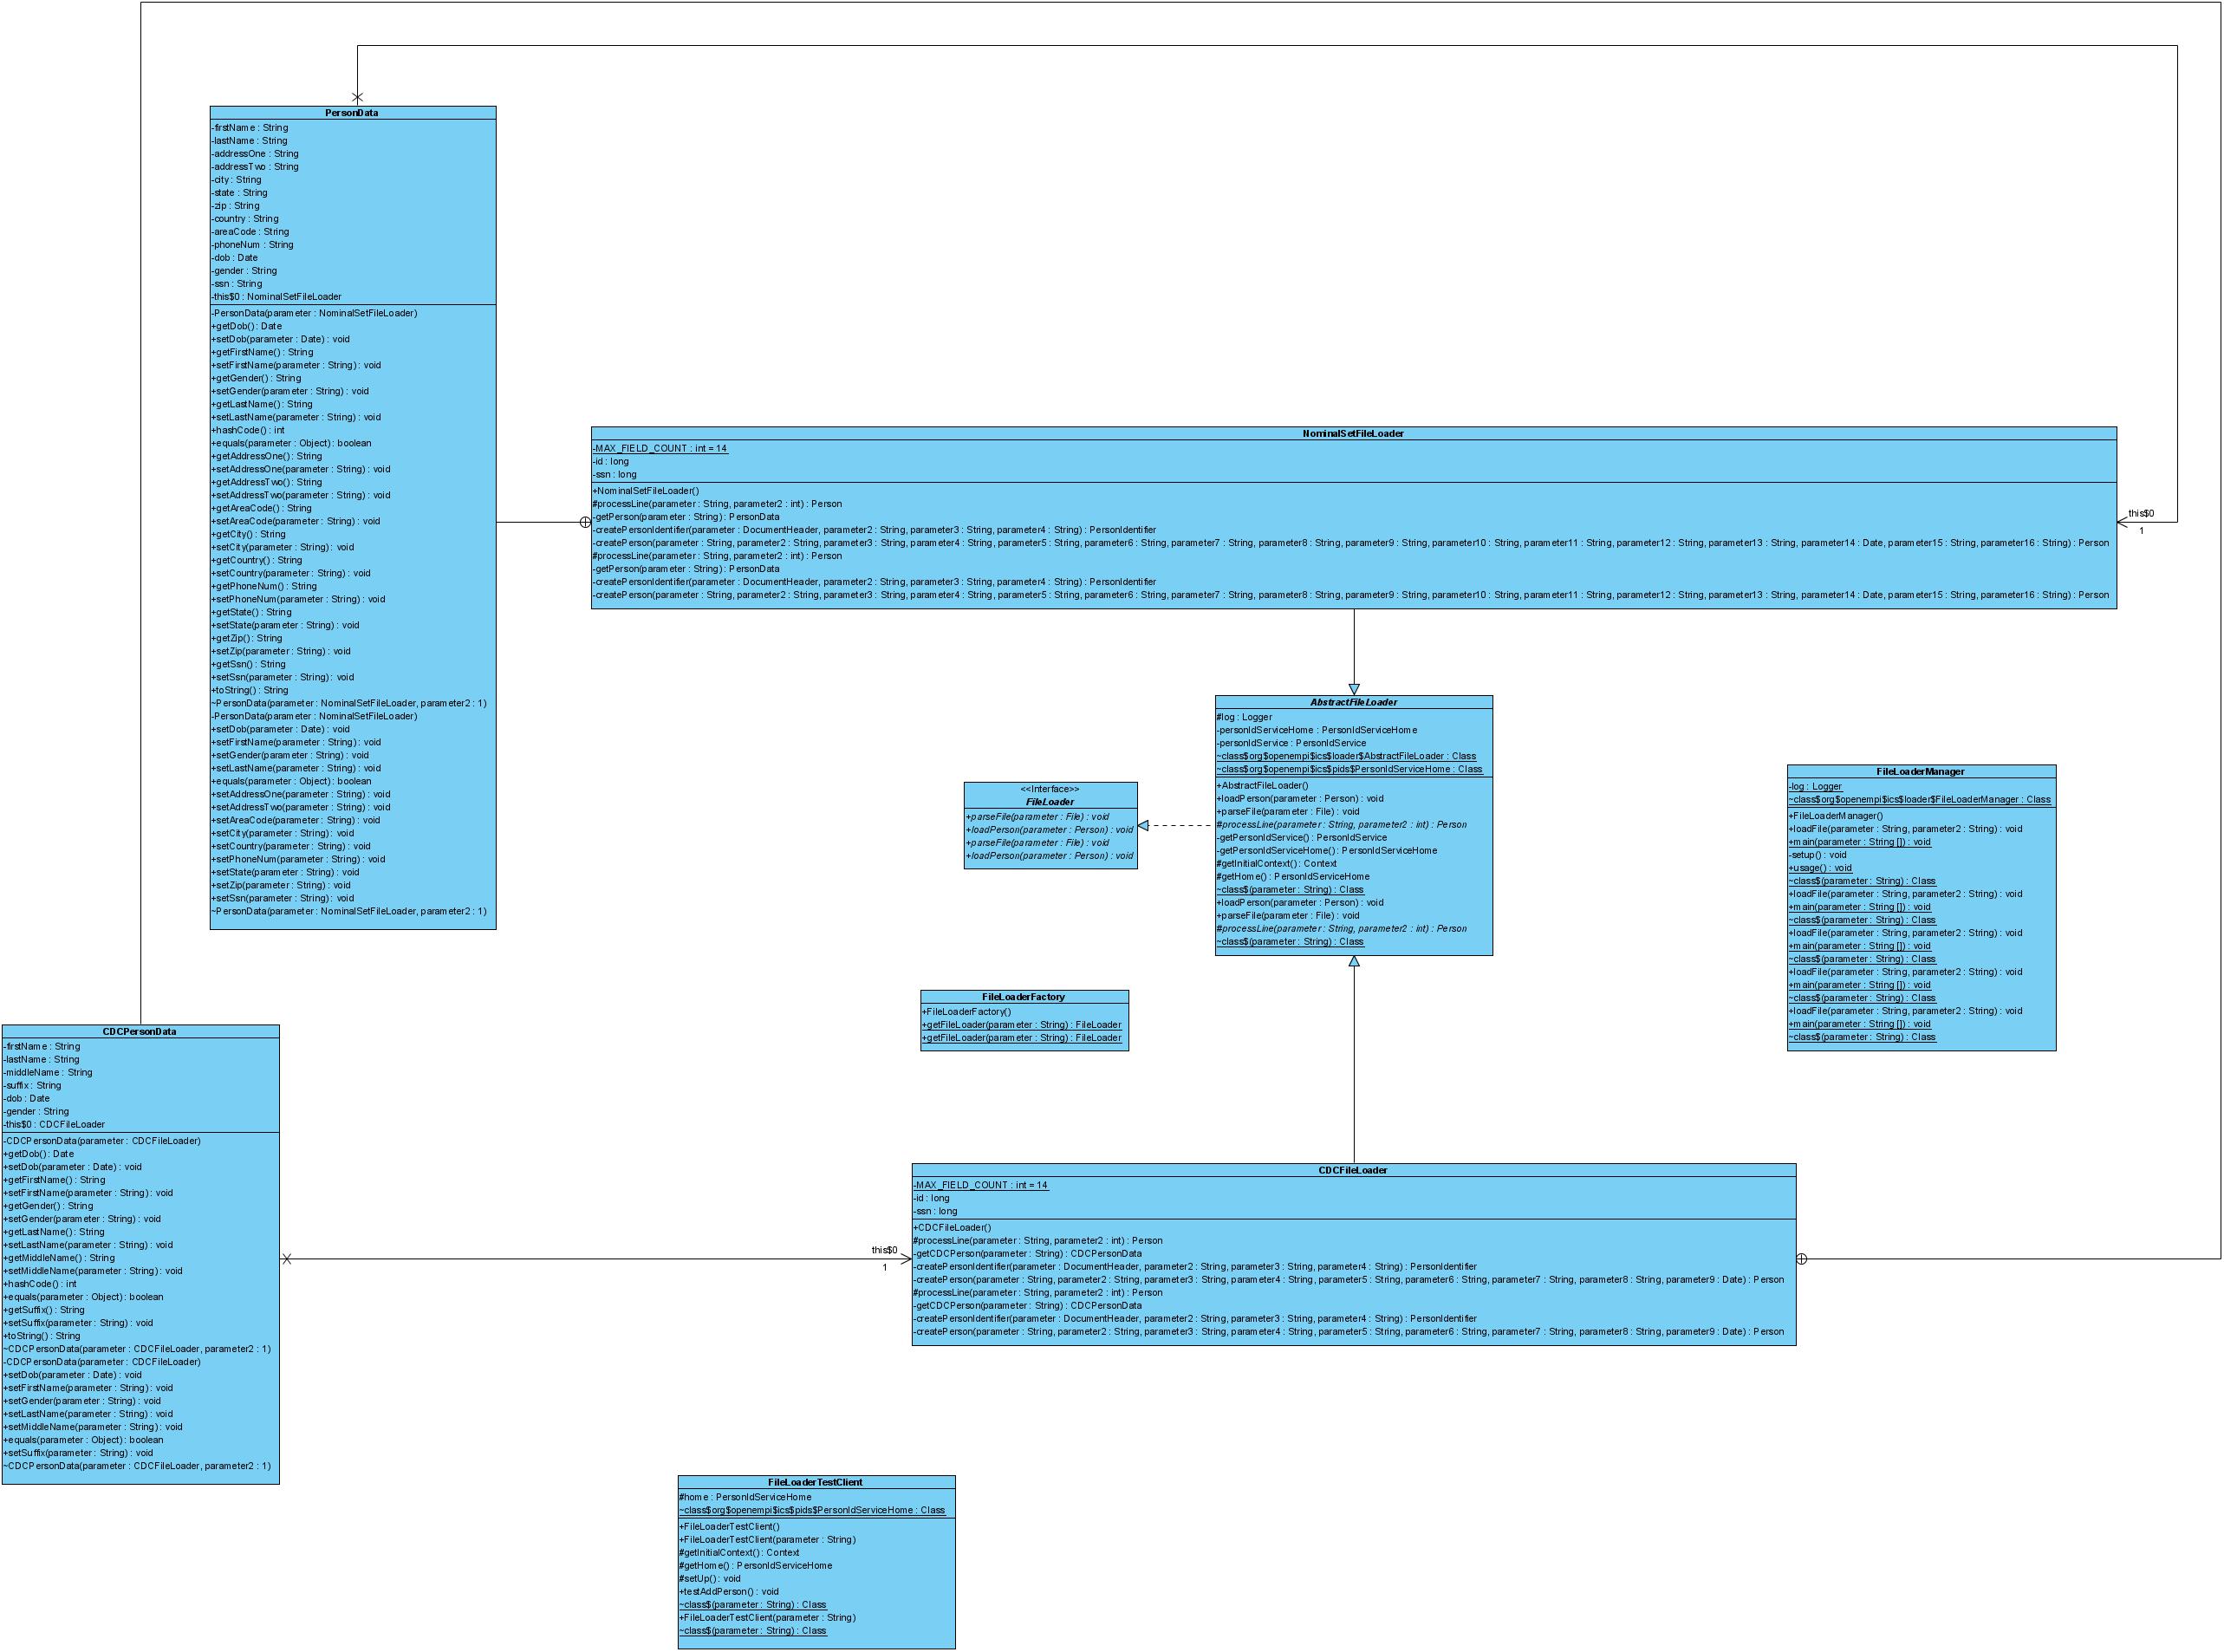 PersonData
-firstName : String
-lastName : String
-addressOne : String
-addressTwo : String
-city : String
-state : String
-zip : String
-country : String
-areaCode : String
-phoneNum : String
-dob : Date
-gender : String
-ssn : String
-this$0 : NominalSetFileLoader
-PersonData(parameter : NominalSetFileLoader)
+getDob() : Date
+setDob(parameter : Date) : void
+getFirstName() : String
+setFirstName(parameter : String) : void
+getGender() : String
+setGender(parameter : String) : void
+getLastName() : String
+setLastName(parameter : String) : void
+hashCode() : int
+equals(parameter : Object) : boolean
+getAddressOne() : String
+setAddressOne(parameter : String) : void
+getAddressTwo() : String
+setAddressTwo(parameter : String) : void
+getAreaCode() : String
+setAreaCode(parameter : String) : void
+getCity() : String
+setCity(parameter : String) : void
+getCountry() : String
+setCountry(parameter : String) : void
+getPhoneNum() : String
+setPhoneNum(parameter : String) : void
+getState() : String
+setState(parameter : String) : void
+getZip() : String
+setZip(parameter : String) : void
+getSsn() : String
+setSsn(parameter : String) : void
+toString() : String
~PersonData(parameter : NominalSetFileLoader, parameter2 : 1)
-PersonData(parameter : NominalSetFileLoader)
+setDob(parameter : Date) : void
+setFirstName(parameter : String) : void
+setGender(parameter : String) : void
+setLastName(parameter : String) : void
+equals(parameter : Object) : boolean
+setAddressOne(parameter : String) : void
+setAddressTwo(parameter : String) : void
+setAreaCode(parameter : String) : void
+setCity(parameter : String) : void
+setCountry(parameter : String) : void
+setPhoneNum(parameter : String) : void
+setState(parameter : String) : void
+setZip(parameter : String) : void
+setSsn(parameter : String) : void
~PersonData(parameter : NominalSetFileLoader, parameter2 : 1)
NominalSetFileLoader
-MAX_FIELD_COUNT : int = 14
-id : long
-ssn : long
+NominalSetFileLoader()
#processLine(parameter : String, parameter2 : int) : Person
-getPerson(parameter : String) : PersonData
-createPersonIdentifier(parameter : DocumentHeader, parameter2 : String, parameter3 : String, parameter4 : String) : PersonIdentifier
-createPerson(parameter : String, parameter2 : String, parameter3 : String, parameter4 : String, parameter5 : String, parameter6 : String, parameter7 : String, parameter8 : String, parameter9 : String, parameter10 : String, parameter11 : String, parameter12 : String, parameter13 : String, parameter14 : Date, parameter15 : String, parameter16 : String) : Person
#processLine(parameter : String, parameter2 : int) : Person
-getPerson(parameter : String) : PersonData
-createPersonIdentifier(parameter : DocumentHeader, parameter2 : String, parameter3 : String, parameter4 : String) : PersonIdentifier
-createPerson(parameter : String, parameter2 : String, parameter3 : String, parameter4 : String, parameter5 : String, parameter6 : String, parameter7 : String, parameter8 : String, parameter9 : String, parameter10 : String, parameter11 : String, parameter12 : String, parameter13 : String, parameter14 : Date, parameter15 : String, parameter16 : String) : Person
this$0
1
AbstractFileLoader
#log : Logger
-personIdServiceHome : PersonIdServiceHome
-personIdService : PersonIdService
~class$org$openempi$ics$loader$AbstractFileLoader : Class
~class$org$openempi$ics$pids$PersonIdServiceHome : Class
+AbstractFileLoader()
+loadPerson(parameter : Person) : void
+parseFile(parameter : File) : void
#processLine(parameter : String, parameter2 : int) : Person
-getPersonIdService() : PersonIdService
-getPersonIdServiceHome() : PersonIdServiceHome
#getInitialContext() : Context
#getHome() : PersonIdServiceHome
~class$(parameter : String) : Class
+loadPerson(parameter : Person) : void
+parseFile(parameter : File) : void
#processLine(parameter : String, parameter2 : int) : Person
~class$(parameter : String) : Class
<<Interface>>
FileLoader
+parseFile(parameter : File) : void
+loadPerson(parameter : Person) : void
+parseFile(parameter : File) : void
+loadPerson(parameter : Person) : void
FileLoaderManager
-log : Logger
~class$org$openempi$ics$loader$FileLoaderManager : Class
+FileLoaderManager()
+loadFile(parameter : String, parameter2 : String) : void
+main(parameter : String []) : void
-setup() : void
+usage() : void
~class$(parameter : String) : Class
+loadFile(parameter : String, parameter2 : String) : void
+main(parameter : String []) : void
~class$(parameter : String) : Class
+loadFile(parameter : String, parameter2 : String) : void
+main(parameter : String []) : void
~class$(parameter : String) : Class
+loadFile(parameter : String, parameter2 : String) : void
+main(parameter : String []) : void
~class$(parameter : String) : Class
+loadFile(parameter : String, parameter2 : String) : void
+main(parameter : String []) : void
~class$(parameter : String) : Class
FileLoaderFactory
+FileLoaderFactory()
+getFileLoader(parameter : String) : FileLoader
+getFileLoader(parameter : String) : FileLoader
CDCPersonData
-firstName : String
-lastName : String
-middleName : String
-suffix : String
-dob : Date
-gender : String
-this$0 : CDCFileLoader
-CDCPersonData(parameter : CDCFileLoader)
+getDob() : Date
+setDob(parameter : Date) : void
+getFirstName() : String
+setFirstName(parameter : String) : void
+getGender() : String
+setGender(parameter : String) : void
+getLastName() : String
+setLastName(parameter : String) : void
+getMiddleName() : String
+setMiddleName(parameter : String) : void
+hashCode() : int
+equals(parameter : Object) : boolean
+getSuffix() : String
+setSuffix(parameter : String) : void
+toString() : String
~CDCPersonData(parameter : CDCFileLoader, parameter2 : 1)
-CDCPersonData(parameter : CDCFileLoader)
+setDob(parameter : Date) : void
+setFirstName(parameter : String) : void
+setGender(parameter : String) : void
+setLastName(parameter : String) : void
+setMiddleName(parameter : String) : void
+equals(parameter : Object) : boolean
+setSuffix(parameter : String) : void
~CDCPersonData(parameter : CDCFileLoader, parameter2 : 1)
this$0
1
CDCFileLoader
-MAX_FIELD_COUNT : int = 14
-id : long
-ssn : long
+CDCFileLoader()
#processLine(parameter : String, parameter2 : int) : Person
-getCDCPerson(parameter : String) : CDCPersonData
-createPersonIdentifier(parameter : DocumentHeader, parameter2 : String, parameter3 : String, parameter4 : String) : PersonIdentifier
-createPerson(parameter : String, parameter2 : String, parameter3 : String, parameter4 : String, parameter5 : String, parameter6 : String, parameter7 : String, parameter8 : String, parameter9 : Date) : Person
#processLine(parameter : String, parameter2 : int) : Person
-getCDCPerson(parameter : String) : CDCPersonData
-createPersonIdentifier(parameter : DocumentHeader, parameter2 : String, parameter3 : String, parameter4 : String) : PersonIdentifier
-createPerson(parameter : String, parameter2 : String, parameter3 : String, parameter4 : String, parameter5 : String, parameter6 : String, parameter7 : String, parameter8 : String, parameter9 : Date) : Person
FileLoaderTestClient
#home : PersonIdServiceHome
~class$org$openempi$ics$pids$PersonIdServiceHome : Class
+FileLoaderTestClient()
+FileLoaderTestClient(parameter : String)
#getInitialContext() : Context
#getHome() : PersonIdServiceHome
#setUp() : void
+testAddPerson() : void
~class$(parameter : String) : Class
+FileLoaderTestClient(parameter : String)
~class$(parameter : String) : Class